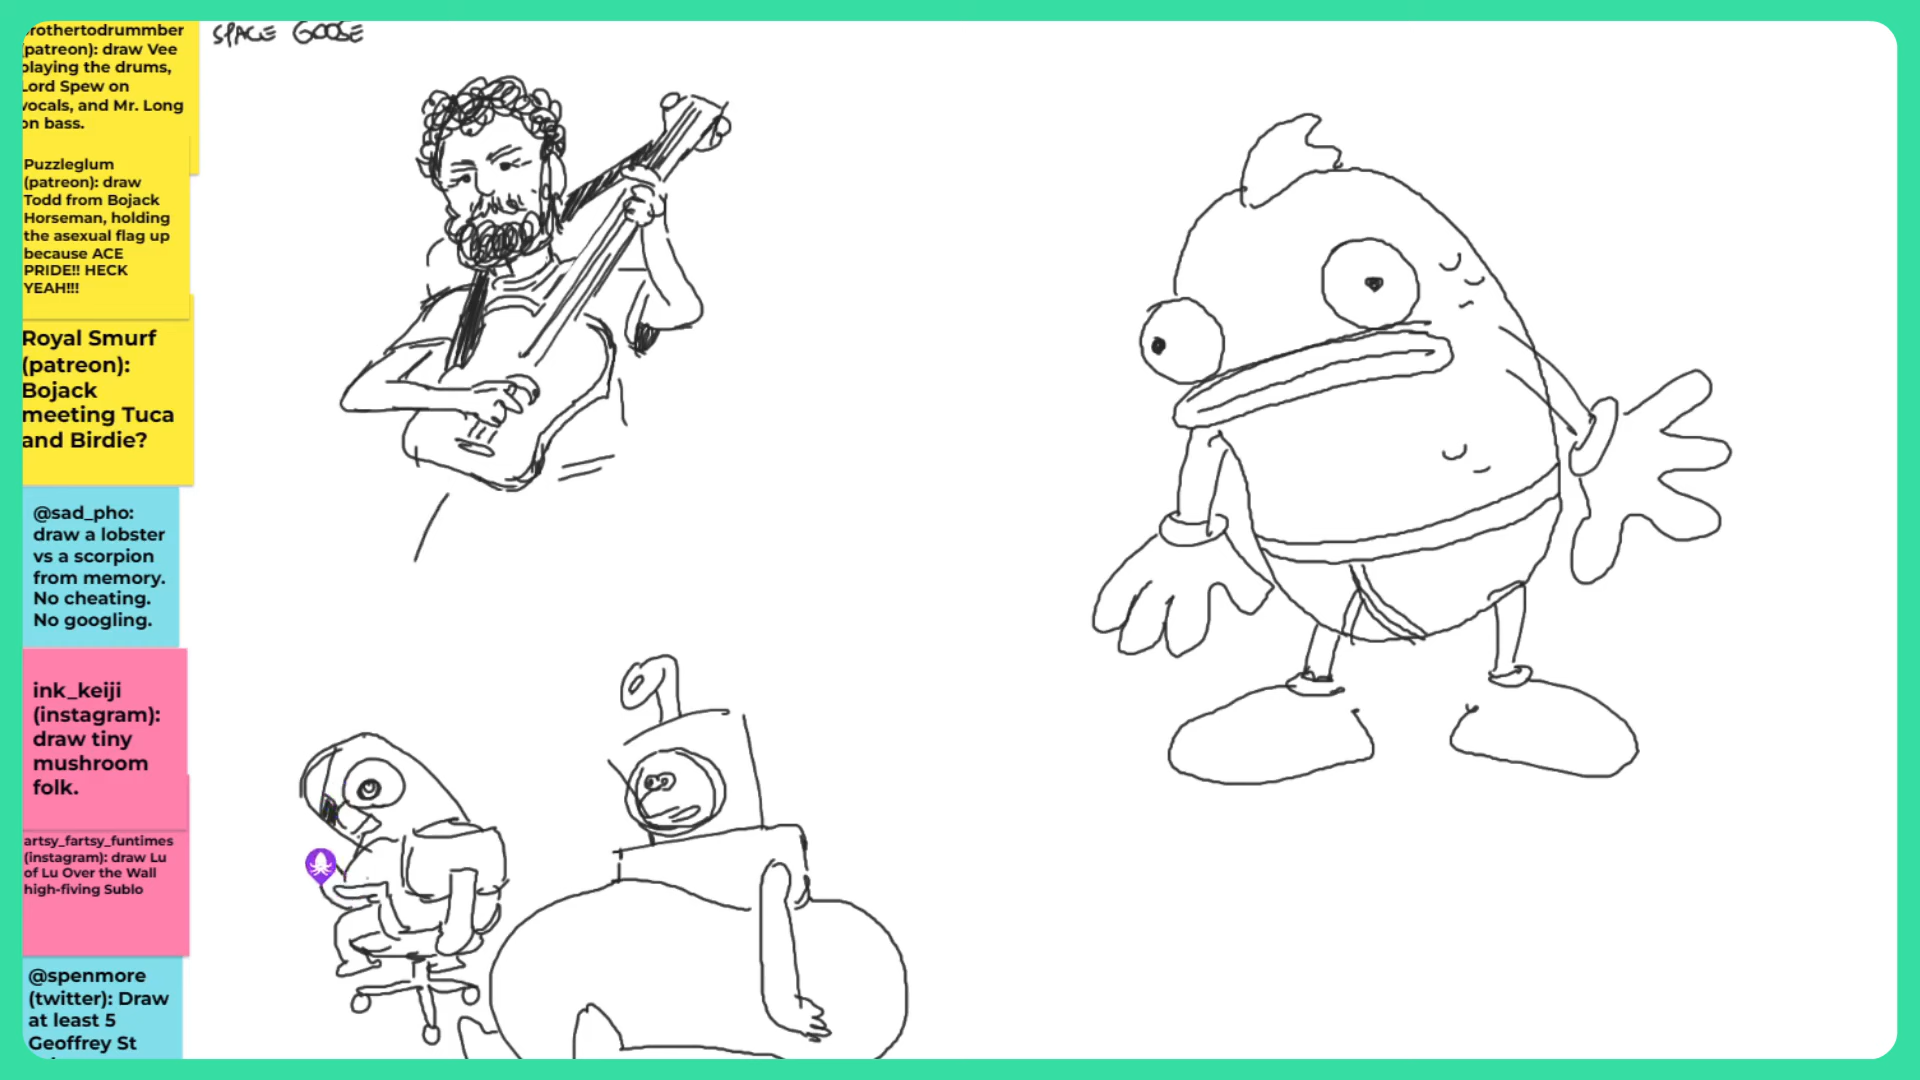 SPACE GOOSE
brothertodrummber
(patreon): draw Vee
playing the drums,
Lord Spew on
vocals, and Mr. Long
on bass.
Puzzleglum
(patreon): draw
Todd from Bojack
Horseman, holding
the asexual flag up
because ACE
PRIDE!! HECK
YEAH!!!
Royal Smurf
(patreon):
Bojack
meeting Tuca
and Birdie?
@sad_pho:
draw a lobster
vs a scorpion
from memory.
No cheating.
No googling.
ink_keiji
(instagram):
draw tiny
mushroom
folk.
artsy_fartsy_funtimes
(instagram): draw Lu
of Lu Over the Wall
high-fiving Sublo
@spenmore
(twitter): Draw
at least 5
Geoffrey St